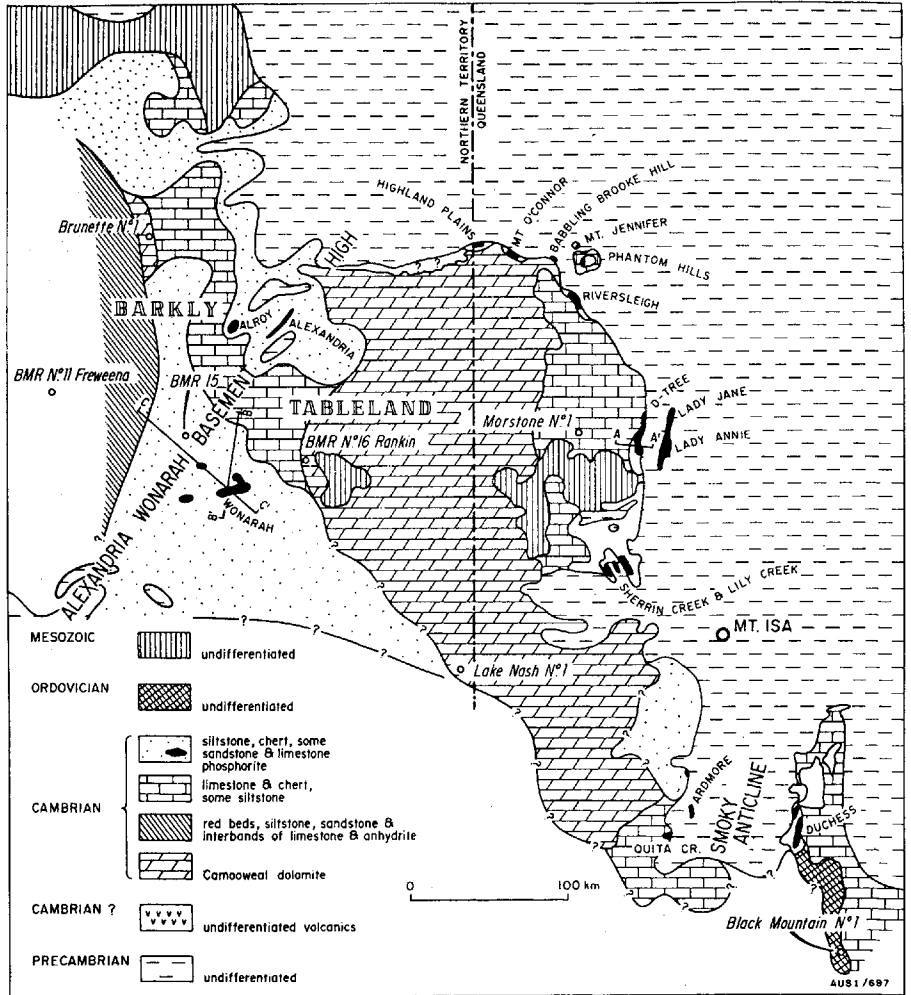 NORTHERN TERRITORY
QUEENSLAND
HIGHLAND PLAINS
MT O'CONNOR
BABBLING BROOKE HILL
MT. JENNIFER
PHANTOM HILLS
RIVERSLEIGH
Brunette Nº1
HIGH
BARKLY
ALROY
ALEXANDRIA
BMR Nº11 Freweena
BMR 15
BASEMENT
TABLELAND
Morstone Nº1
D-TREE
LADY JANE
LADY ANNIE
A
A'
C
B'
BMR Nº16 Rankin
WONARAH
ALEXANDRIA
C'
WONARAH
B
SHERRIN CREEK & LILY CREEK
MT. ISA
Lake Nash Nº1
ARDMORE
SMOKY
ANTICLINE
DUCHESS
QUITA CR.
Black Mountain Nº1
MESOZOIC
undifferentiated
ORDOVICIAN
undifferentiated
CAMBRIAN
siltstone, chert, some
sandstone & limestone
phosphorite
limestone & chert,
some siltstone
red beds, siltstone, sandstone &
interbands of limestone & anhydrite
Camooweal dolomite
CAMBRIAN ?
undifferentiated volcanics
PRECAMBRIAN
undifferentiated
0 100 km
AUS 1/697